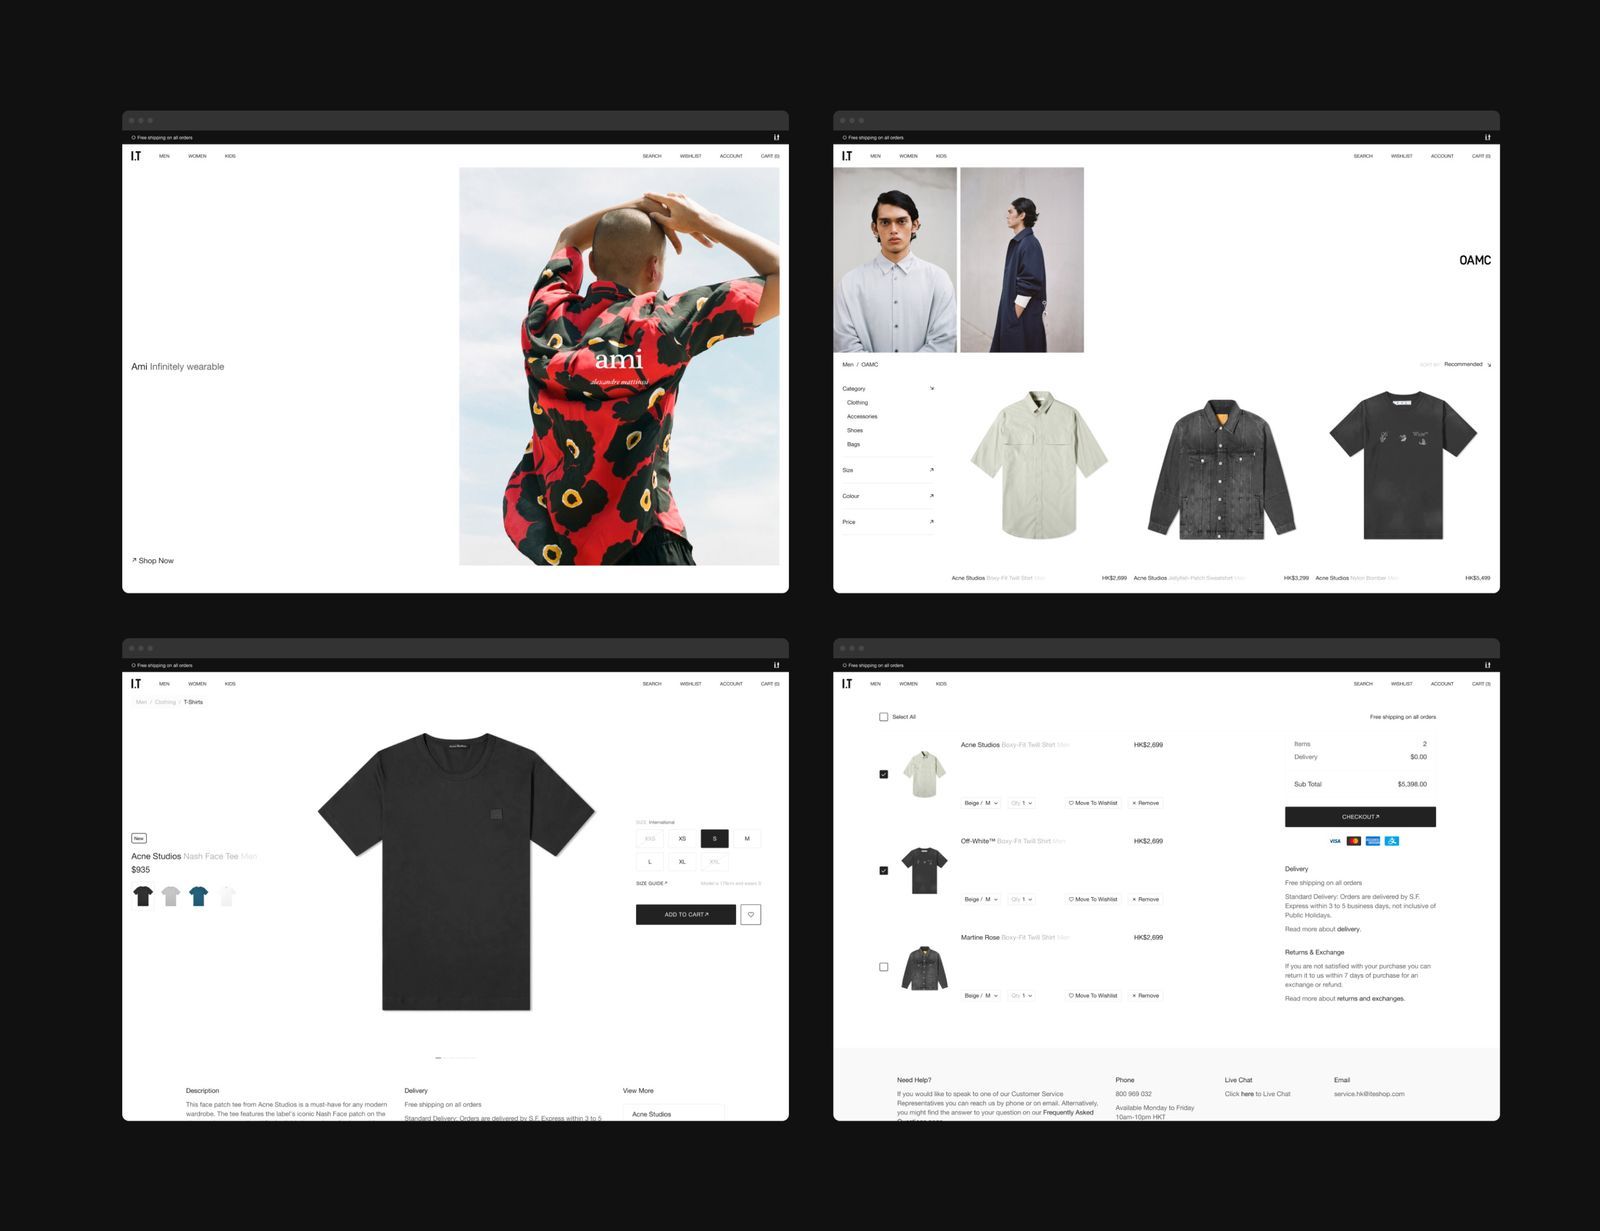 Free shipping on all orders
i.t
I.T MEN WOMEN KIDS SEARCH WISHLIST ACCOUNT CART (0)
ami
alexandre mattiussi
Ami Infinitely wearable
↗ Shop Now
Free shipping on all orders
i.t
I.T MEN WOMEN KIDS SEARCH WISHLIST ACCOUNT CART (0)
OAMC
Men / OAMC
SORT BY: Recommended
Category
Clothing
Accessories
Shoes
Bags
Size
Colour
Price
Acne Studios Boxy-Fit Twill Shirt Men HK$2,699
Acne Studios Jellyfish Patch Sweatshirt Men HK$3,299
Acne Studios Nylon Bomber Men HK$5,499
Free shipping on all orders
i.t
I.T MEN WOMEN KIDS SEARCH WISHLIST ACCOUNT CART (0)
Men / Clothing / T-Shirts
Acne Studios
New
Acne Studios Nash Face Tee Men
$935
SIZE International
XXS XS S M
L XL XXL
SIZE GUIDE↗ Model is 175cm and wears S
ADD TO CART↗
Description
This face patch tee from Acne Studios is a must-have for any modern
wardrobe. The tee features the label's iconic Nash Face patch on the
Delivery
Free shipping on all orders
Standard Delivery: Orders are delivered by S.F. Express within 3 to 5
View More
Acne Studios
Free shipping on all orders
i.t
I.T MEN WOMEN KIDS SEARCH WISHLIST ACCOUNT CART (3)
Select All
Acne Studios Boxy-Fit Twill Shirt Men HK$2,699
Beige / M Qty 1 Move To Wishlist × Remove
Off-White™ Boxy-Fit Twill Shirt Men HK$2,699
Beige / M Qty 1 Move To Wishlist × Remove
Martine Rose Boxy-Fit Twill Shirt Men HK$2,699
Beige / M Qty 1 Move To Wishlist × Remove
Free shipping on all orders
Items 2
Delivery $0.00
Sub Total $5,398.00
CHECKOUT↗
VISA
Delivery
Free shipping on all orders
Standard Delivery: Orders are delivered by S.F.
Express within 3 to 5 business days, not inclusive of
Public Holidays.
Read more about delivery.
Returns & Exchange
If you are not satisfied with your purchase you can
return it to us within 7 days of purchase for an
exchange or refund.
Read more about returns and exchanges.
Need Help?
If you would like to speak to one of our Customer Service
Representatives you can reach us by phone or on email. Alternatively,
you might find the answer to your question on our Frequently Asked
Phone
800 969 032
Available Monday to Friday
10am-10pm HKT
Live Chat
Click here to Live Chat
Email
service.hk@iteshop.com